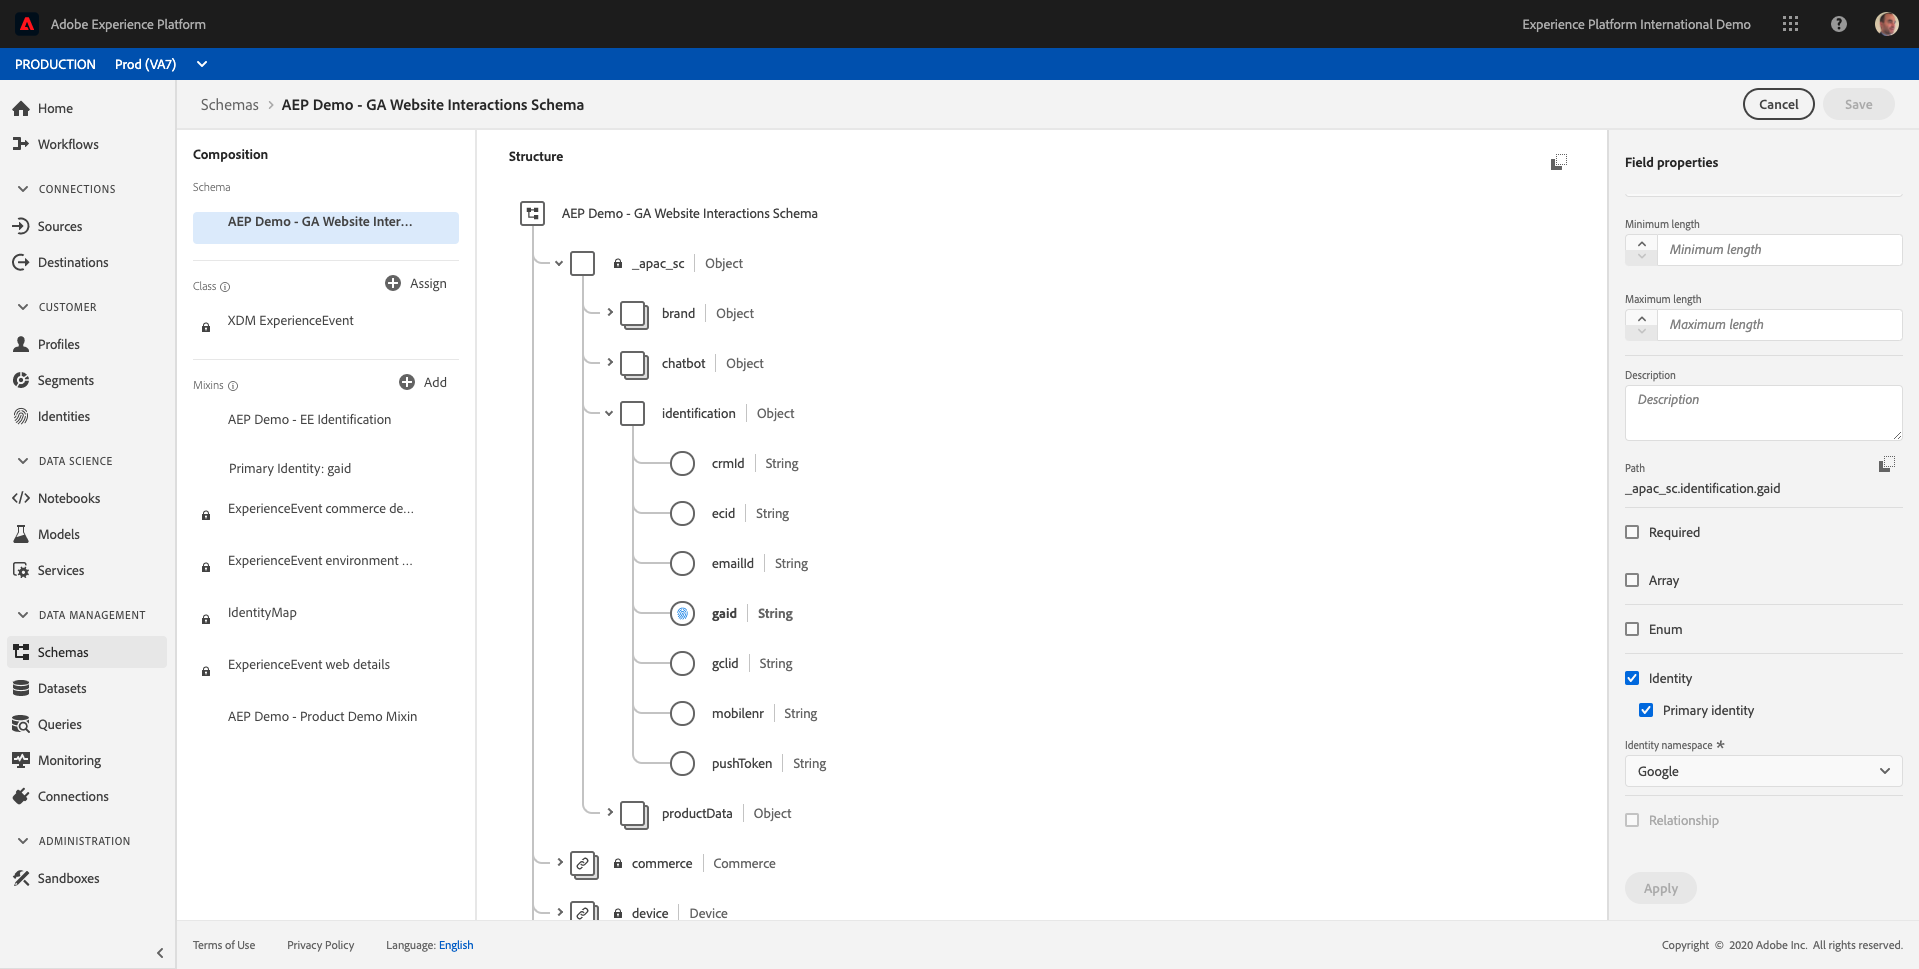 Adobe Experience Platform
Experience Platform International Demo
PRODUCTION Prod (VA7)
Home
Workflows
CONNECTIONS
Sources
Destinations
CUSTOMER
Profiles
Segments
Identities
DATA SCIENCE
Notebooks
Models
Services
DATA MANAGEMENT
Schemas
Datasets
Queries
Monitoring
Connections
ADMINISTRATION
Sandboxes
Schemas > AEP Demo - GA Website Interactions Schema
Cancel
Save
Composition
Schema
AEP Demo - GA Website Inter...
Class
Assign
XDM ExperienceEvent
Mixins
Add
AEP Demo - EE Identification
Primary Identity: gaid
ExperienceEvent commerce de...
ExperienceEvent environment ...
IdentityMap
ExperienceEvent web details
AEP Demo - Product Demo Mixin
Structure
AEP Demo - GA Website Interactions Schema
_apac_sc Object
brand Object
chatbot Object
identification Object
crmId String
ecid String
emailId String
gaid String
gclid String
mobilenr String
pushToken String
productData Object
commerce Commerce
device Device
Field properties
Minimum length
Minimum length
Maximum length
Maximum length
Description
Description
Path
_apac_sc.identification.gaid
Required
Array
Enum
Identity
Primary identity
Identity namespace *
Google
Relationship
Apply
Terms of Use Privacy Policy Language: English
Copyright © 2020 Adobe Inc. All rights reserved.